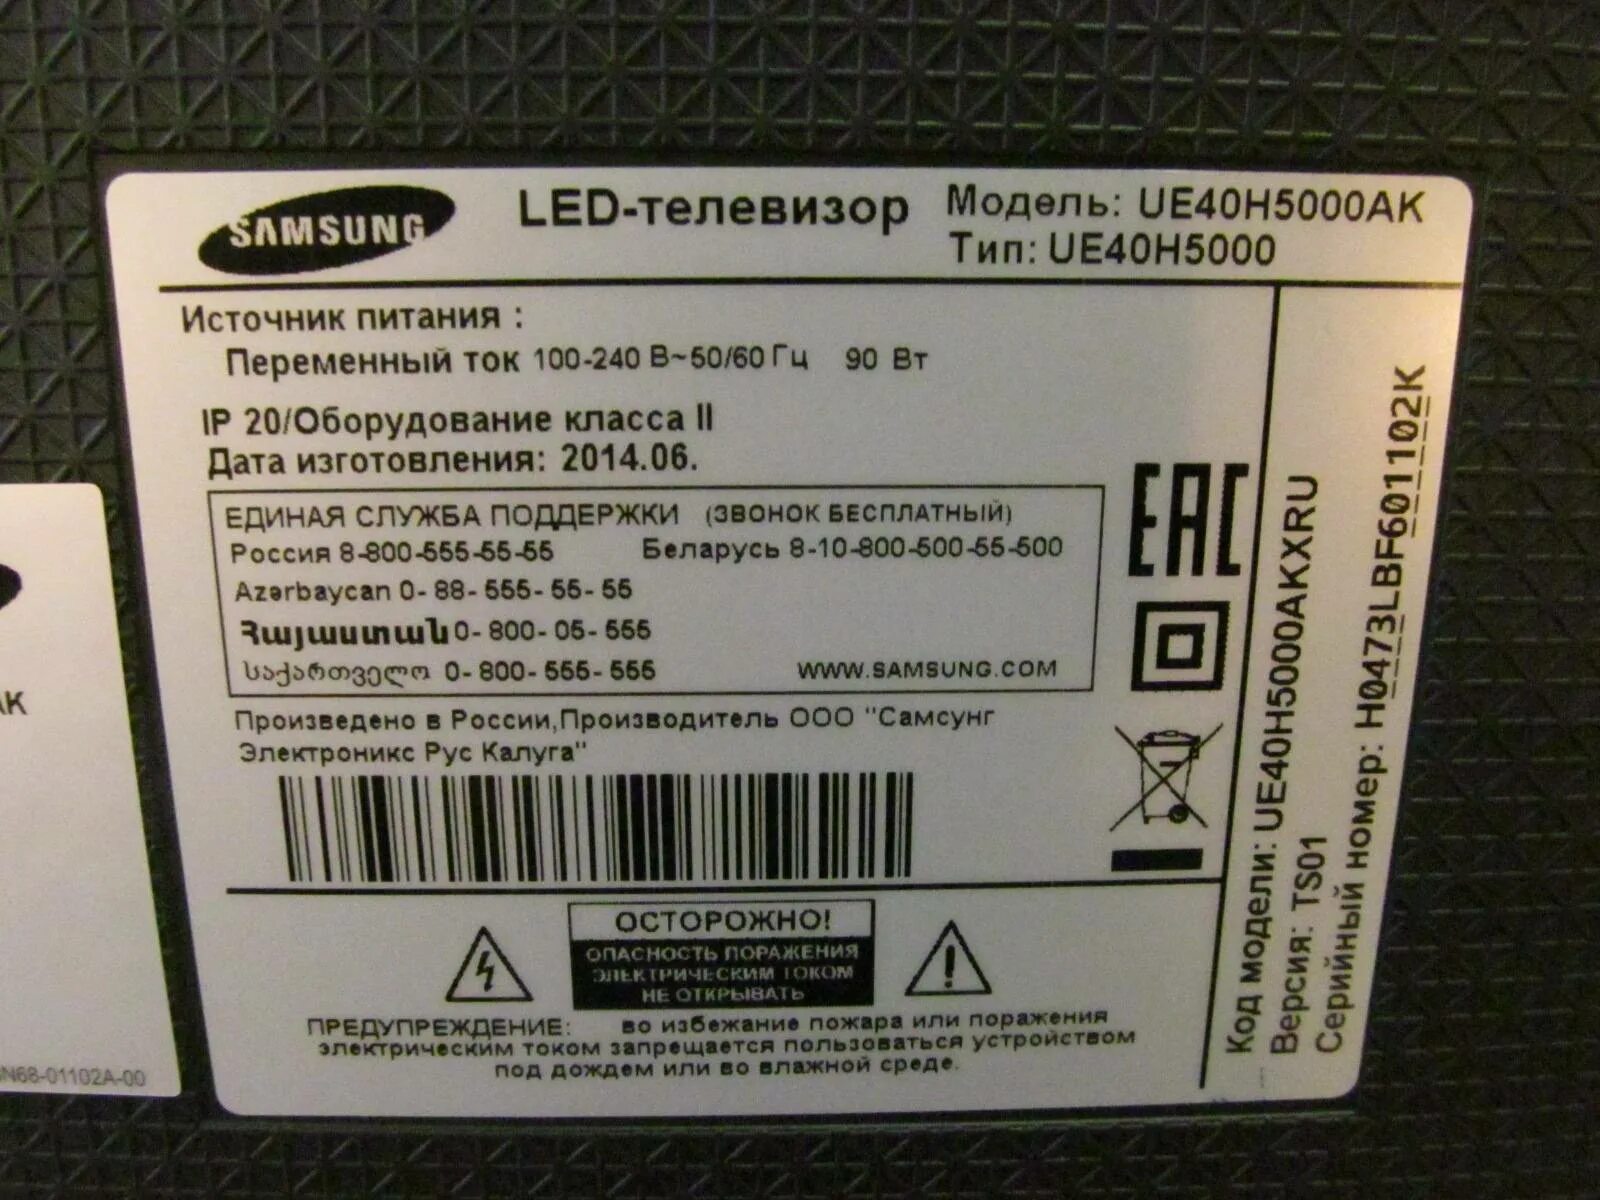 SAMSUNG
LED-телевизор
Модель: UE40H5000AK
Тип: UE40H5000
Источник питания :
Переменный ток 100-240 В~50/60 Гц 90 Вт
IP 20/Оборудование класса II
Дата изготовления: 2014.06.
ЕДИНАЯ СЛУЖБА ПОДДЕРЖКИ (ЗВОНОК БЕСПЛАТНЫЙ)
Россия 8-800-555-55-55 Беларусь 8-10-800-500-55-500
Azərbaycan 0- 88- 555- 55- 55
Հայաստան 0- 800- 05- 555
საქართველო 0- 800- 555- 555 WWW.SAMSUNG.COM
Произведено в России,Производитель ООО "Самсунг
Электроникс Рус Калуга"
EAC
ОСТОРОЖНО!
ОПАСНОСТЬ ПОРАЖЕНИЯ
ЭЛЕКТРИЧЕСКИМ ТОКОМ
НЕ ОТКРЫВАТЬ
ПРЕДУПРЕЖДЕНИЕ: во избежание пожара или поражения
электрическим током запрещается пользоваться устройством
под дождем или во влажной среде.
Код модели: UE40H5000AKXRU
Версия: TS01
Серийный номер: H0473LBF601102K
AK
N68-01102A-00